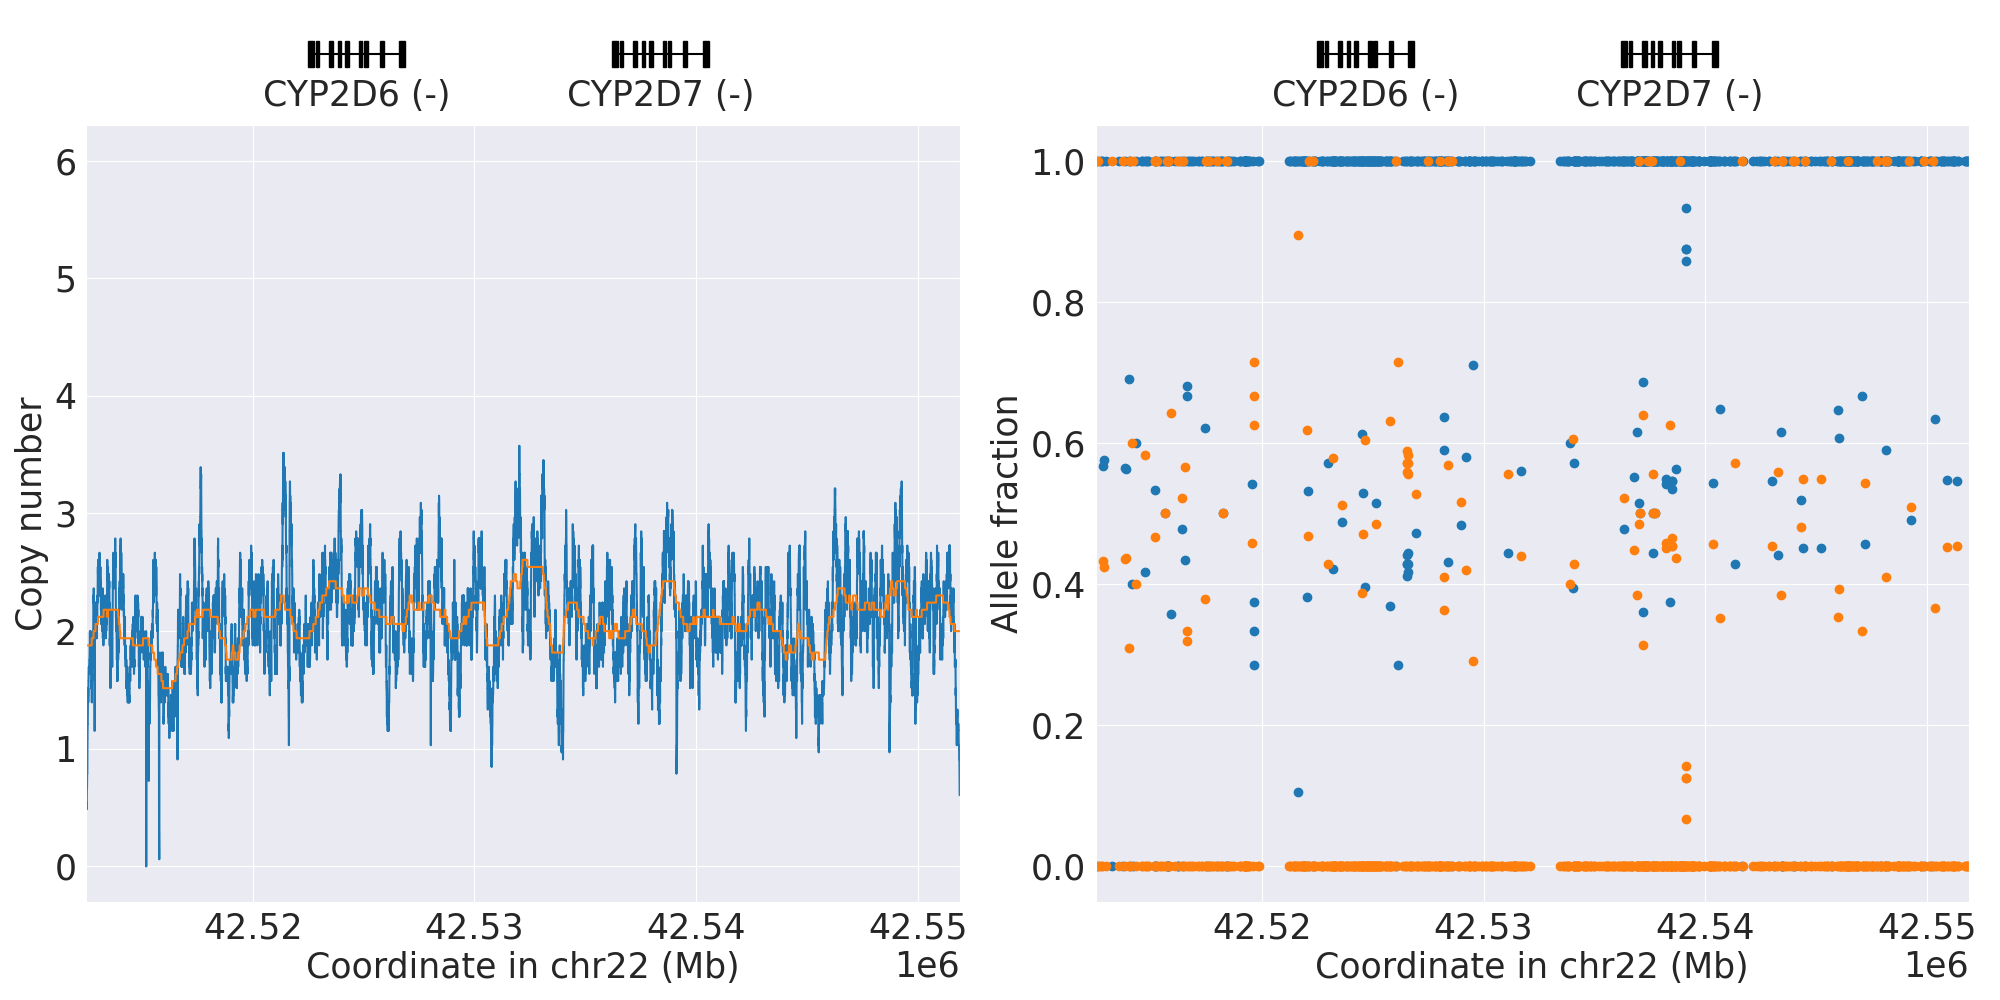 CYP2D6 (-) CYP2D7 (-)
6
5
4
3
2
1
0
Copy number
42.52 42.53 42.54 42.55
Coordinate in chr22 (Mb) 1e6
CYP2D6 (-) CYP2D7 (-)
1.0
0.8
0.6
0.4
0.2
0.0
Allele fraction
42.52 42.53 42.54 42.55
Coordinate in chr22 (Mb) 1e6